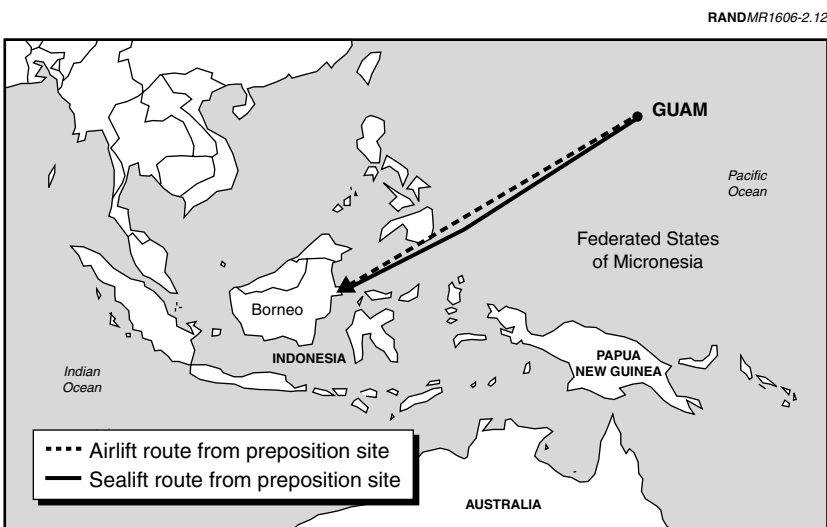 RANDMR1606-2.12
GUAM
Pacific
Ocean
Federated States
of Micronesia
Borneo
INDONESIA
PAPUA
NEW GUINEA
Indian
Ocean
Airlift route from preposition site
Sealift route from preposition site
AUSTRALIA